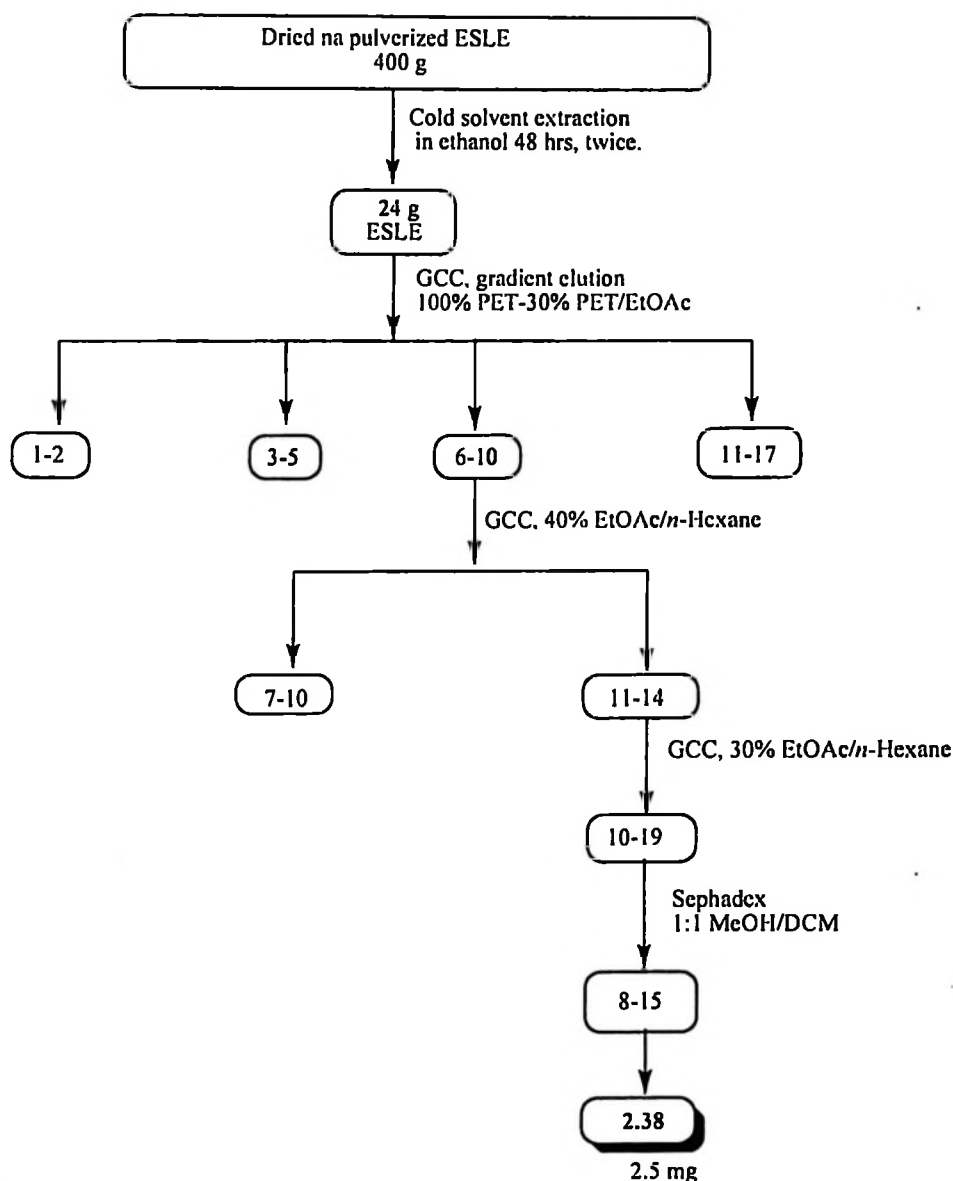 Dried na pulverized ESLE
400 g
Cold solvent extraction
in ethanol 48 hrs, twice.
24 g
ESLE
GCC, gradient elution
100% PET-30% PET/EtOAc
1-2
3-5
6-10
11-17
GCC, 40% EtOAc/n-Hexane
7-10
11-14
GCC, 30% EtOAc/n-Hexane
10-19
Sephadex
1:1 MeOH/DCM
8-15
2.38
2.5 mg